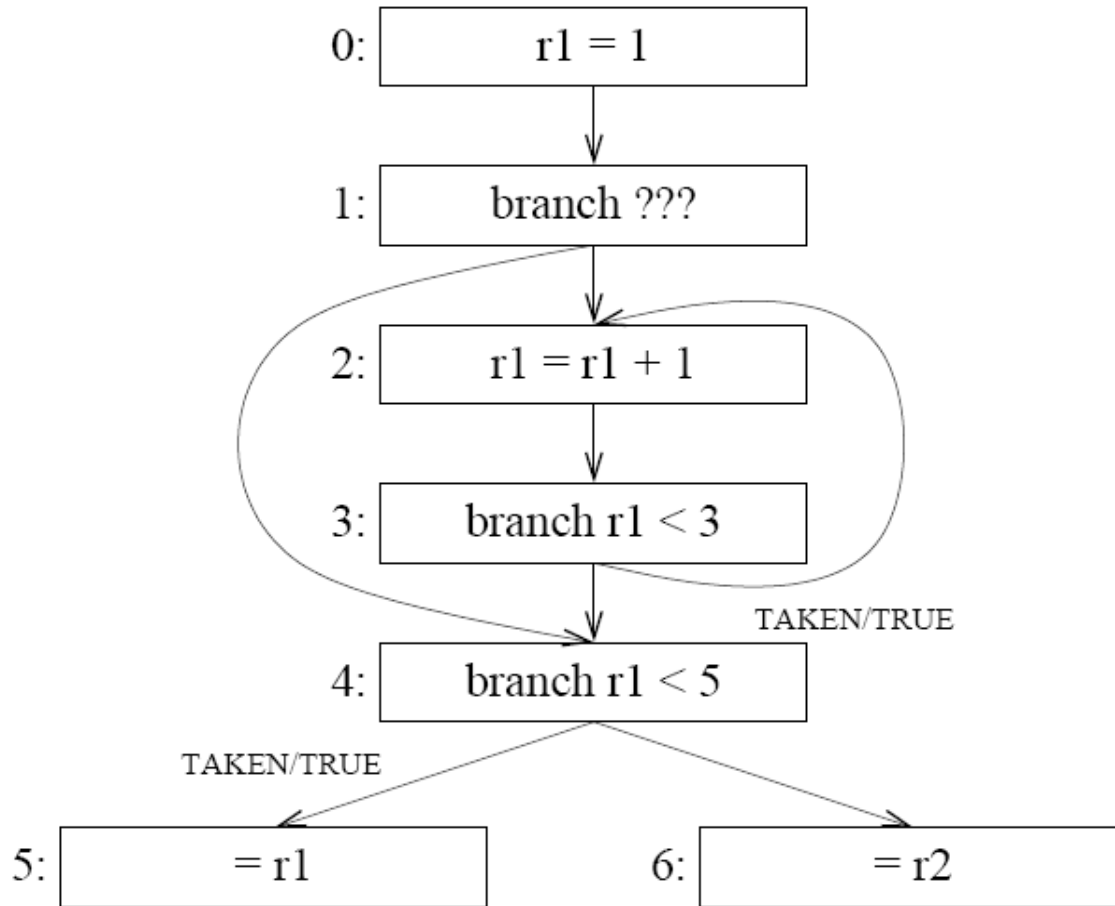 0: r1 = 1
1: branch ???
2: r1 = r1 + 1
3: branch r1 < 3
TAKEN/TRUE
4: branch r1 < 5
TAKEN/TRUE
5: = r1
6: = r2